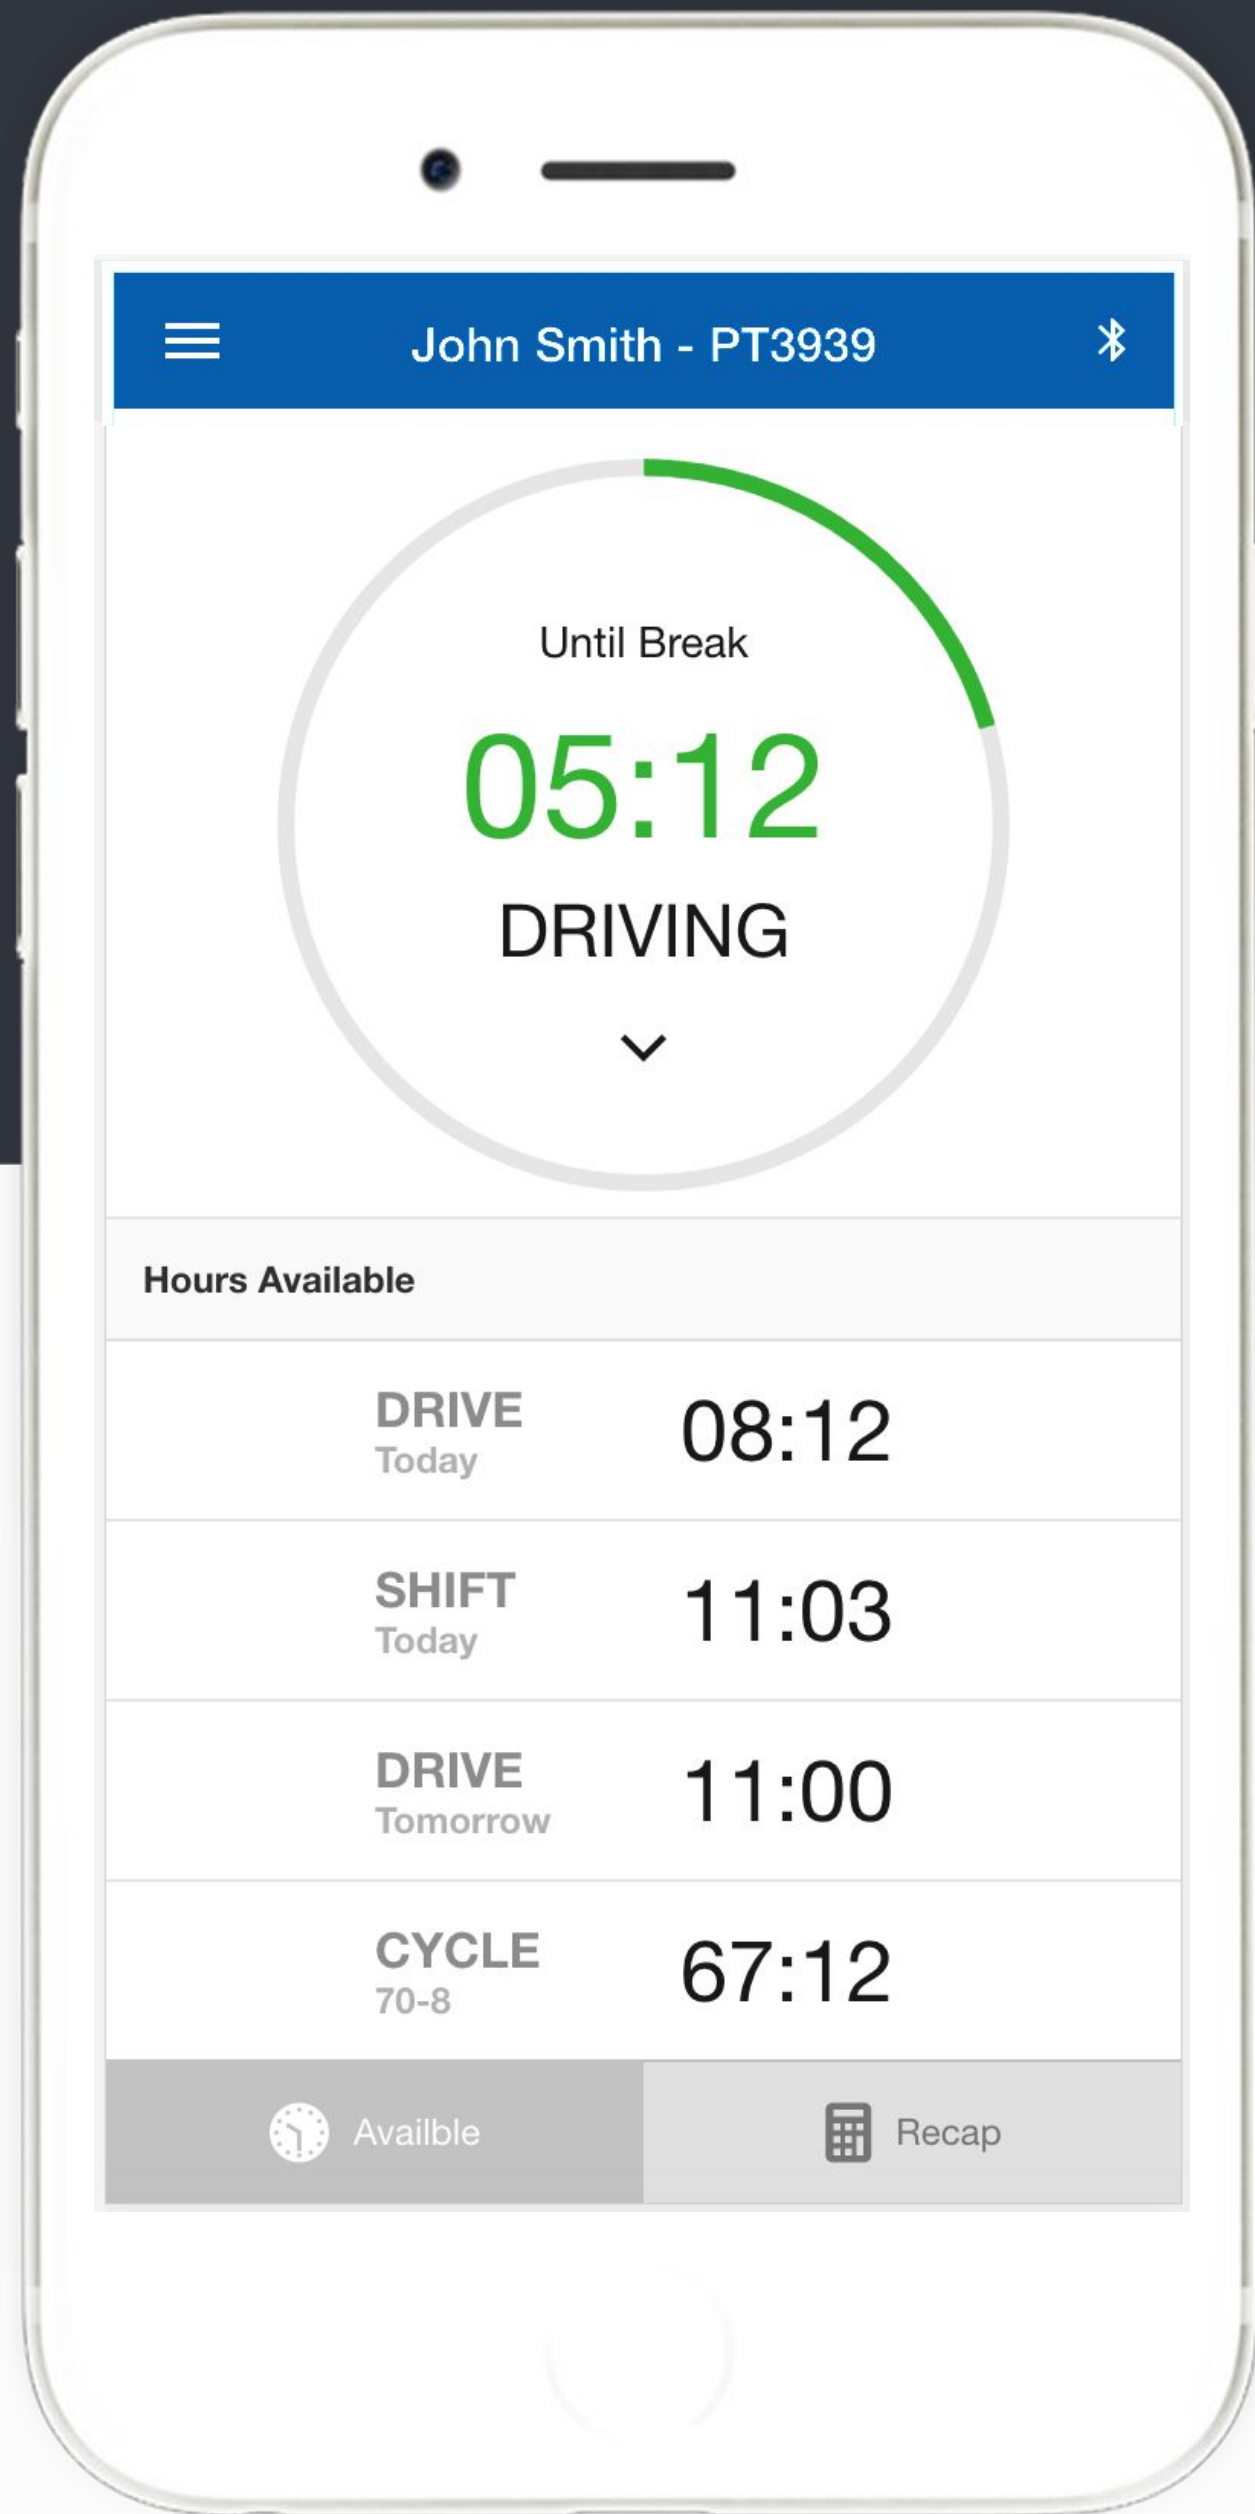 John Smith - PT3939
Until Break
05:12
DRIVING
Hours Available
DRIVE
Today
08:12
SHIFT
Today
11:03
DRIVE
Tomorrow
11:00
CYCLE
70-8
67:12
Availble
Recap